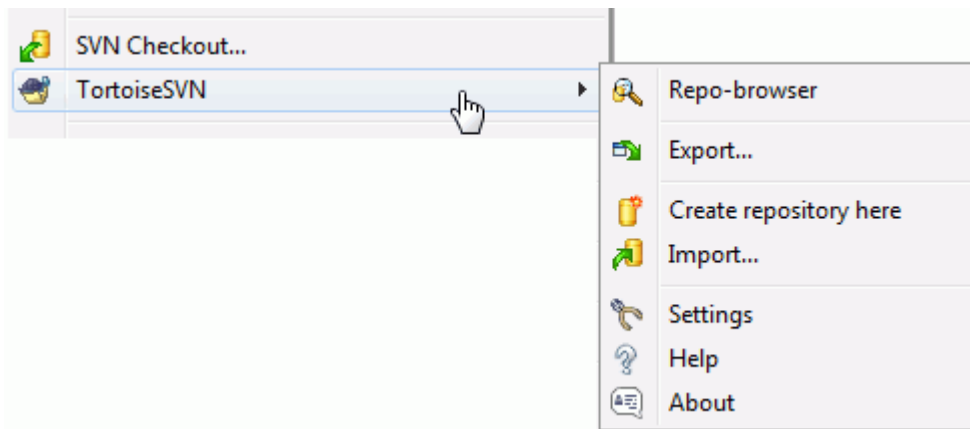 SVN Checkout...
TortoiseSVN
Repo-browser
Export...
Create repository here
Import...
Settings
Help
About